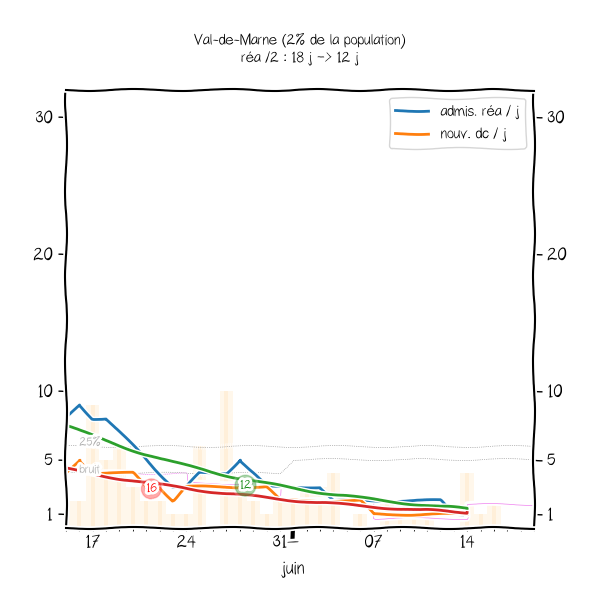 Val-de-Marne (2% de la population)
réa /2 : 18 j -> 12 j
admis. réa / j
nouv. dc / j
30 30
20 20
10 10
25%
5 5
bruit
16 12
1 1
17 24 31 07 14
juin